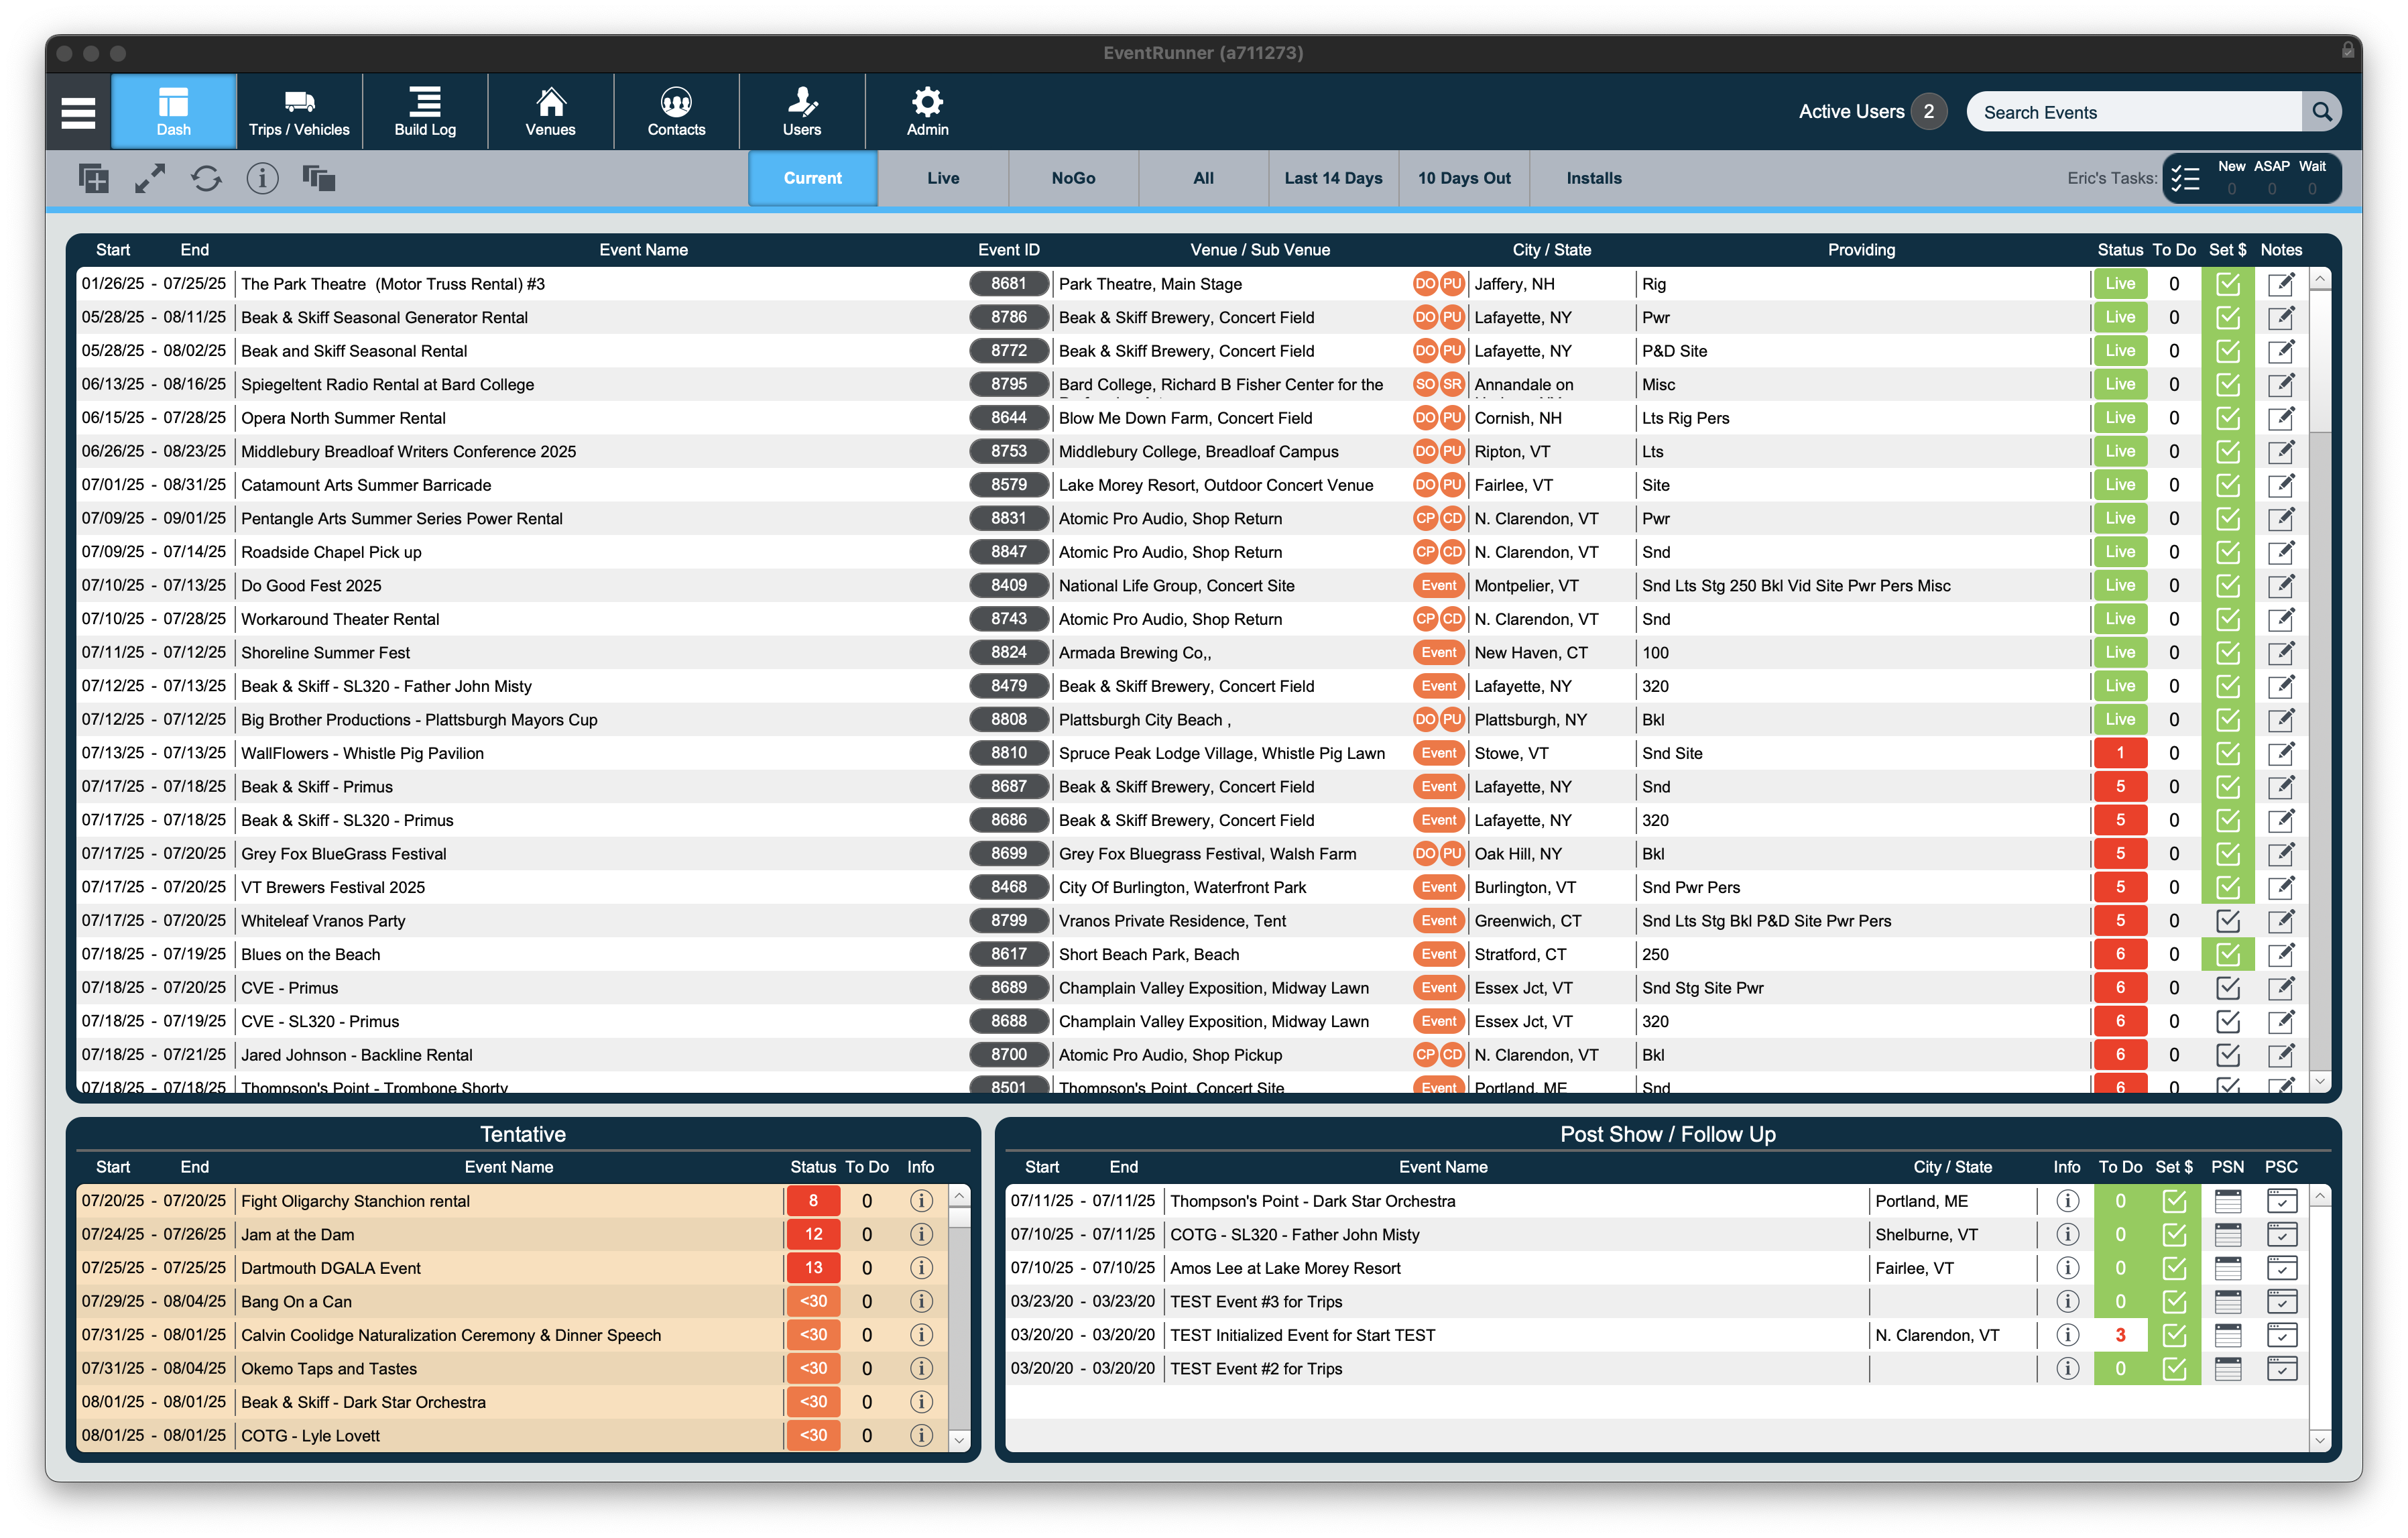 EventRunner (a711273)
Dash Trips / Vehicles Build Log Venues Contacts Users Admin Active Users 2 Search Events
Current Live NoGo All Last 14 Days 10 Days Out Installs Eric's Tasks: New ASAP Wait
0 0 0
Start End Event Name Event ID Venue / Sub Venue City / State Providing Status To Do Set $ Notes
01/26/25 - 07/25/25 The Park Theatre (Motor Truss Rental) #3 8681 Park Theatre, Main Stage DO PU Jaffery, NH Rig Live 0
05/28/25 - 08/11/25 Beak & Skiff Seasonal Generator Rental 8786 Beak & Skiff Brewery, Concert Field DO PU Lafayette, NY Pwr Live 0
05/28/25 - 08/02/25 Beak and Skiff Seasonal Rental 8772 Beak & Skiff Brewery, Concert Field DO PU Lafayette, NY P&D Site Live 0
06/13/25 - 08/16/25 Spiegeltent Radio Rental at Bard College 8795 Bard College, Richard B Fisher Center for the SO SR Annandale on Misc Live 0
06/15/25 - 07/28/25 Opera North Summer Rental 8644 Blow Me Down Farm, Concert Field DO PU Cornish, NH Lts Rig Pers Live 0
06/26/25 - 08/23/25 Middlebury Breadloaf Writers Conference 2025 8753 Middlebury College, Breadloaf Campus DO PU Ripton, VT Lts Live 0
07/01/25 - 08/31/25 Catamount Arts Summer Barricade 8579 Lake Morey Resort, Outdoor Concert Venue DO PU Fairlee, VT Site Live 0
07/09/25 - 09/01/25 Pentangle Arts Summer Series Power Rental 8831 Atomic Pro Audio, Shop Return CP CD N. Clarendon, VT Pwr Live 0
07/09/25 - 07/14/25 Roadside Chapel Pick up 8847 Atomic Pro Audio, Shop Return CP CD N. Clarendon, VT Snd Live 0
07/10/25 - 07/13/25 Do Good Fest 2025 8409 National Life Group, Concert Site Event Montpelier, VT Snd Lts Stg 250 Bkl Vid Site Pwr Pers Misc Live 0
07/10/25 - 07/28/25 Workaround Theater Rental 8743 Atomic Pro Audio, Shop Return CP CD N. Clarendon, VT Snd Live 0
07/11/25 - 07/12/25 Shoreline Summer Fest 8824 Armada Brewing Co,, Event New Haven, CT 100 Live 0
07/12/25 - 07/13/25 Beak & Skiff - SL320 - Father John Misty 8479 Beak & Skiff Brewery, Concert Field Event Lafayette, NY 320 Live 0
07/12/25 - 07/12/25 Big Brother Productions - Plattsburgh Mayors Cup 8808 Plattsburgh City Beach , DO PU Plattsburgh, NY Bkl Live 0
07/13/25 - 07/13/25 WallFlowers - Whistle Pig Pavilion 8810 Spruce Peak Lodge Village, Whistle Pig Lawn Event Stowe, VT Snd Site 1 0
07/17/25 - 07/18/25 Beak & Skiff - Primus 8687 Beak & Skiff Brewery, Concert Field Event Lafayette, NY Snd 5 0
07/17/25 - 07/18/25 Beak & Skiff - SL320 - Primus 8686 Beak & Skiff Brewery, Concert Field Event Lafayette, NY 320 5 0
07/17/25 - 07/20/25 Grey Fox BlueGrass Festival 8699 Grey Fox Bluegrass Festival, Walsh Farm DO PU Oak Hill, NY Bkl 5 0
07/17/25 - 07/20/25 VT Brewers Festival 2025 8468 City Of Burlington, Waterfront Park Event Burlington, VT Snd Pwr Pers 5 0
07/17/25 - 07/20/25 Whiteleaf Vranos Party 8799 Vranos Private Residence, Tent Event Greenwich, CT Snd Lts Stg Bkl P&D Site Pwr Pers 5 0
07/18/25 - 07/19/25 Blues on the Beach 8617 Short Beach Park, Beach Event Stratford, CT 250 6 0
07/18/25 - 07/20/25 CVE - Primus 8689 Champlain Valley Exposition, Midway Lawn Event Essex Jct, VT Snd Stg Site Pwr 6 0
07/18/25 - 07/19/25 CVE - SL320 - Primus 8688 Champlain Valley Exposition, Midway Lawn Event Essex Jct, VT 320 6 0
07/18/25 - 07/21/25 Jared Johnson - Backline Rental 8700 Atomic Pro Audio, Shop Pickup CP CD N. Clarendon, VT Bkl 6 0
07/18/25 - 07/18/25 Thompson's Point - Trombone Shorty 8501 Thompson's Point, Concert Site Event Portland, ME Snd 6 0
Tentative
Start End Event Name Status To Do Info
07/20/25 - 07/20/25 Fight Oligarchy Stanchion rental 8 0
07/24/25 - 07/26/25 Jam at the Dam 12 0
07/25/25 - 07/25/25 Dartmouth DGALA Event 13 0
07/29/25 - 08/04/25 Bang On a Can <30 0
07/31/25 - 08/01/25 Calvin Coolidge Naturalization Ceremony & Dinner Speech <30 0
07/31/25 - 08/04/25 Okemo Taps and Tastes <30 0
08/01/25 - 08/01/25 Beak & Skiff - Dark Star Orchestra <30 0
08/01/25 - 08/01/25 COTG - Lyle Lovett <30 0
Post Show / Follow Up
Start End Event Name City / State Info To Do Set $ PSN PSC
07/11/25 - 07/11/25 Thompson's Point - Dark Star Orchestra Portland, ME 0
07/10/25 - 07/11/25 COTG - SL320 - Father John Misty Shelburne, VT 0
07/10/25 - 07/10/25 Amos Lee at Lake Morey Resort Fairlee, VT 0
03/23/20 - 03/23/20 TEST Event #3 for Trips 0
03/20/20 - 03/20/20 TEST Initialized Event for Start TEST N. Clarendon, VT 3
03/20/20 - 03/20/20 TEST Event #2 for Trips 0